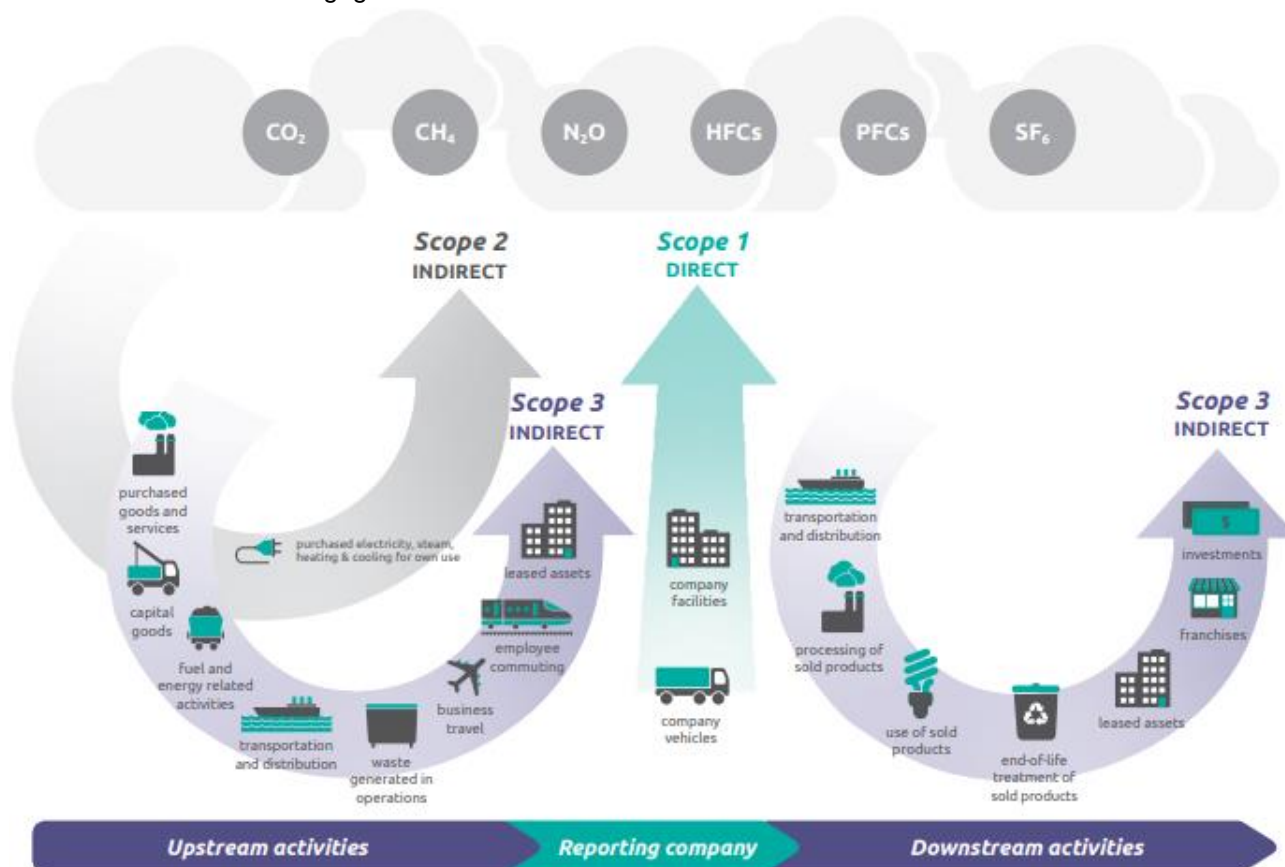 CO₂ CH₄ N₂O HFCs PFCs SF₆
Scope 2
INDIRECT
Scope 1
DIRECT
Scope 3
INDIRECT
Scope 3
INDIRECT
purchased
goods and
services
capital
goods
fuel and
energy related
activities
purchased electricity, steam,
heating & cooling for own use
transportation
and distribution
waste
generated in
operations
business
travel
employee
commuting
leased assets
company
facilities
company
vehicles
transportation
and distribution
processing of
sold products
use of sold
products
end-of-life
treatment of
sold products
leased assets
franchises
$
investments
Upstream activities
Reporting company
Downstream activities